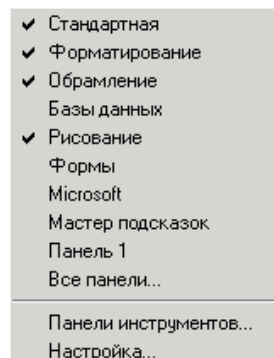 Стандартная
Форматирование
Обрамление
Базы данных
Рисование
Формы
Microsoft
Мастер подсказок
Панель 1
Все панели...
Панели инструментов...
Настройка...